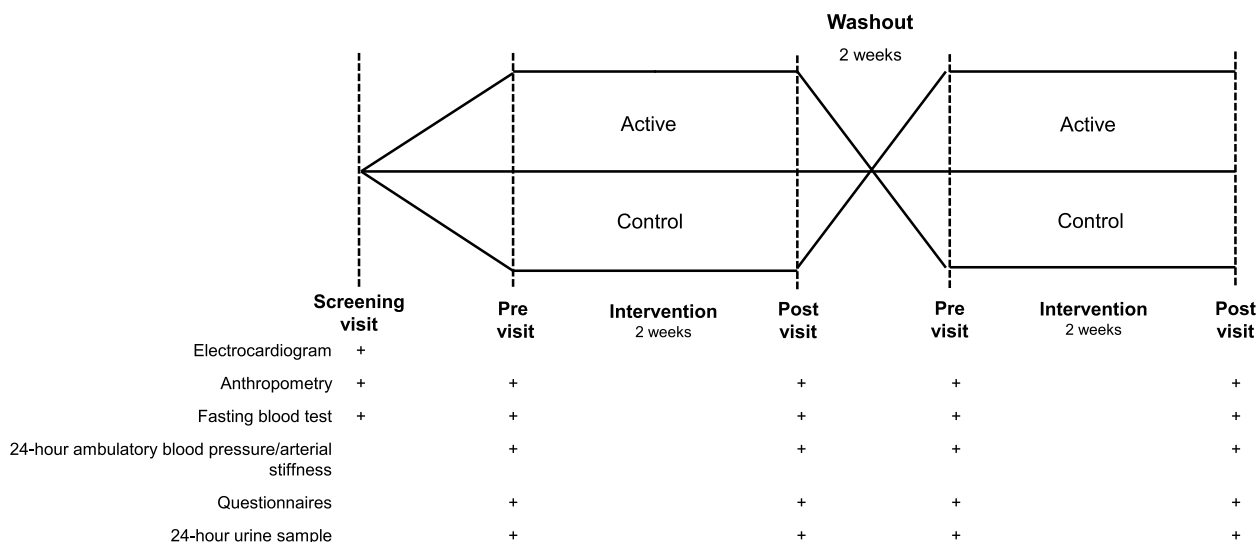 Washout
2 weeks
Active
Active
Control
Control
Screening
visit
Pre
visit
Intervention
2 weeks
Post
visit
Pre
visit
Intervention
2 weeks
Post
visit
Electrocardiogram +
Anthropometry + + + + +
Fasting blood test + + + + +
24-hour ambulatory blood pressure/arterial + + + +
stiffness
Questionnaires + + + +
24-hour urine sample + + + +